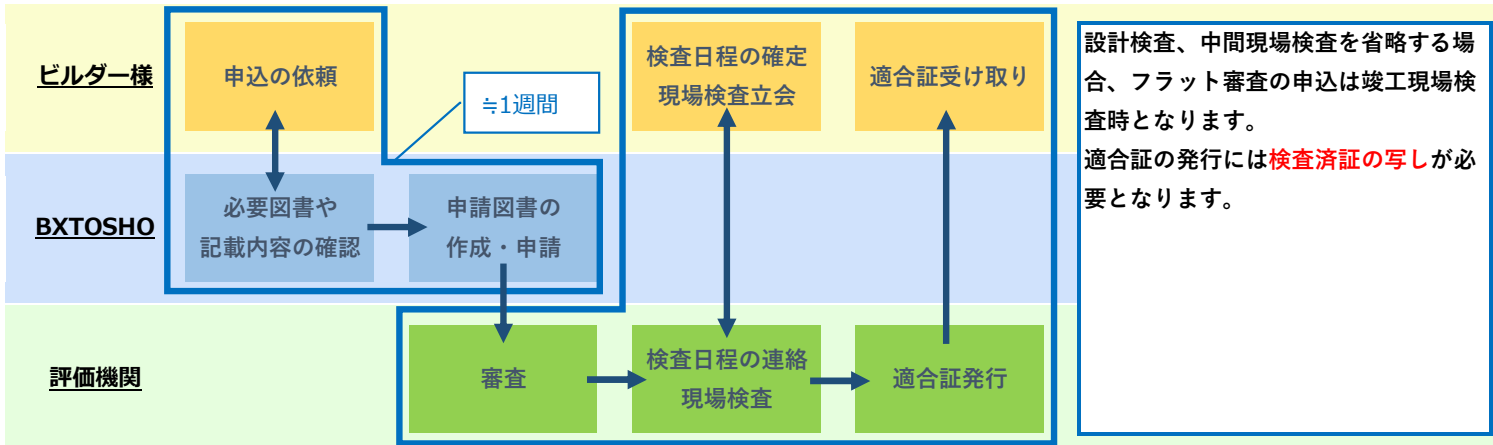 ビルダー様
申込の依頼
≒1週間
検査日程の確定
現場検査立会
適合証受け取り
BXTOSHO
必要図書や
記載内容の確認
申請図書の
作成・申請
評価機関
審査
検査日程の連絡
現場検査
適合証発行
設計検査、中間現場検査を省略する場
合、フラット審査の申込は竣工現場検
査時となります。
適合証の発行には検査済証の写しが必
要となります。